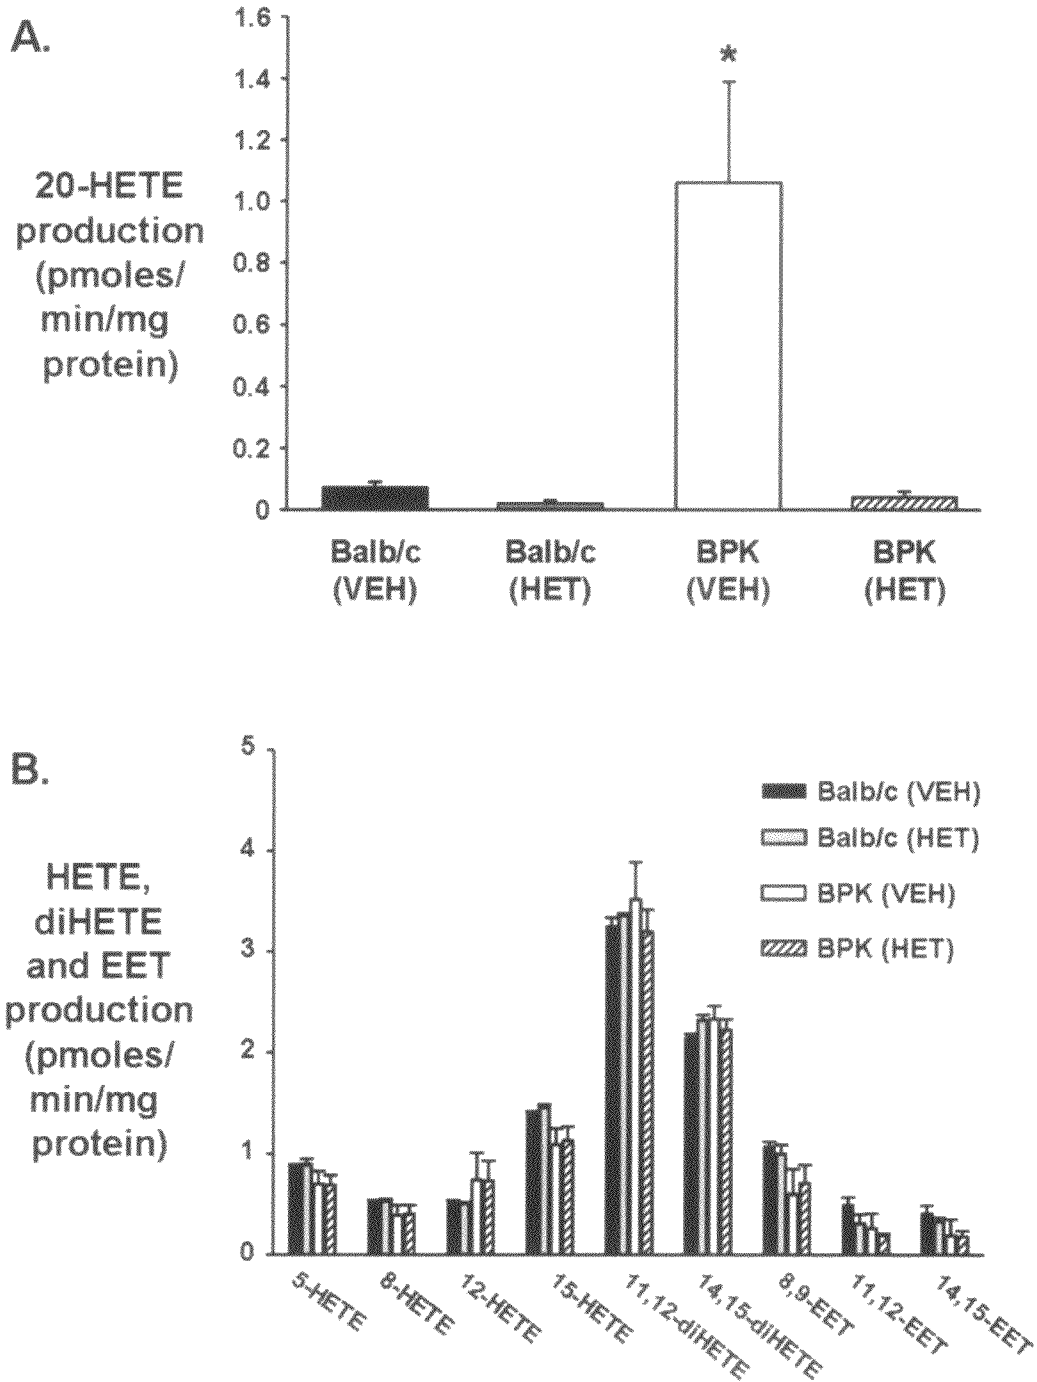 A.
20-HETE
production
(pmoles/
min/mg
protein)
1.6
1.4
1.2
1.0
0.8
0.6
0.4
0.2
0
*
Balb/c
(VEH)
Balb/c
(HET)
BPK
(VEH)
BPK
(HET)
B.
HETE,
diHETE
and EET
production
(pmoles/
min/mg
protein)
5
4
3
2
1
0
Balb/c (VEH)
Balb/c (HET)
BPK (VEH)
BPK (HET)
5-HETE
8-HETE
12-HETE
15-HETE
11,12-diHETE
14,15-diHETE
8,9-EET
11,12-EET
14,15-EET